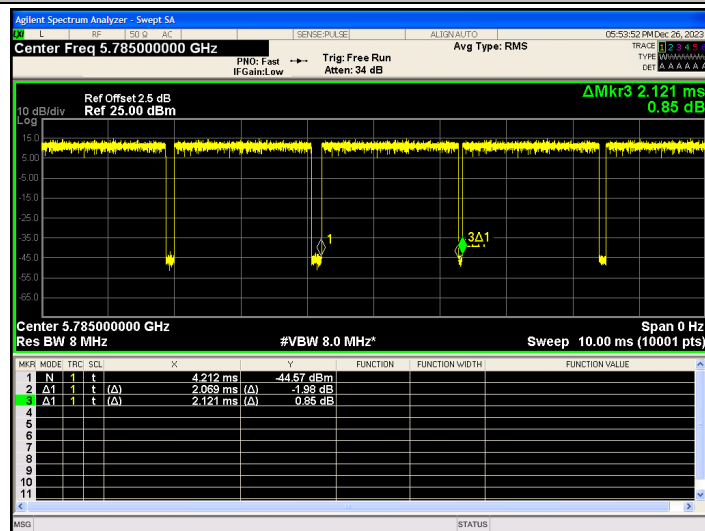 Agilent Spectrum Analyzer - Swept SA
LXI L RF 50 Ω AC SENSE:PULSE ALIGN AUTO 05:53:52 PM Dec 26, 2023
Center Freq 5.785000000 GHz
PNO: Fast
IFGain:Low
Trig: Free Run
Atten: 34 dB
Avg Type: RMS
TRACE 1 2 3 4 5 6
TYPE W
DET A A A A A A
ΔMkr3 2.121 ms
0.85 dB
Ref Offset 2.5 dB
10 dB/div Ref 25.00 dBm
Log
15.0
5.00
-5.00
-15.0
-25.0
-35.0
-45.0
-55.0
-65.0
1
3Δ1
Center 5.785000000 GHz Span 0 Hz
Res BW 8 MHz #VBW 8.0 MHz* Sweep 10.00 ms (10001 pts)
MKR MODE TRC SCL X Y FUNCTION FUNCTION WIDTH FUNCTION VALUE
1 N 1 t 4.212 ms -44.57 dBm
2 Δ1 1 t (Δ) 2.069 ms (Δ) -1.98 dB
3 Δ1 1 t (Δ) 2.121 ms (Δ) 0.85 dB
4
5
6
7
8
9
10
11
MSG STATUS